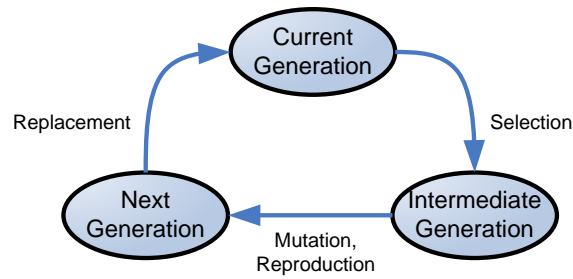 Current
Generation
Replacement
Selection
Next
Generation
Intermediate
Generation
Mutation,
Reproduction